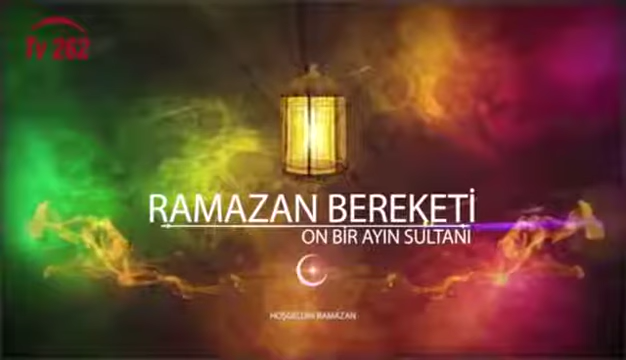 Tv 262
RAMAZAN BEREKETİ
ON BİR AYIN SULTANI
HOŞGELDİN RAMAZAN